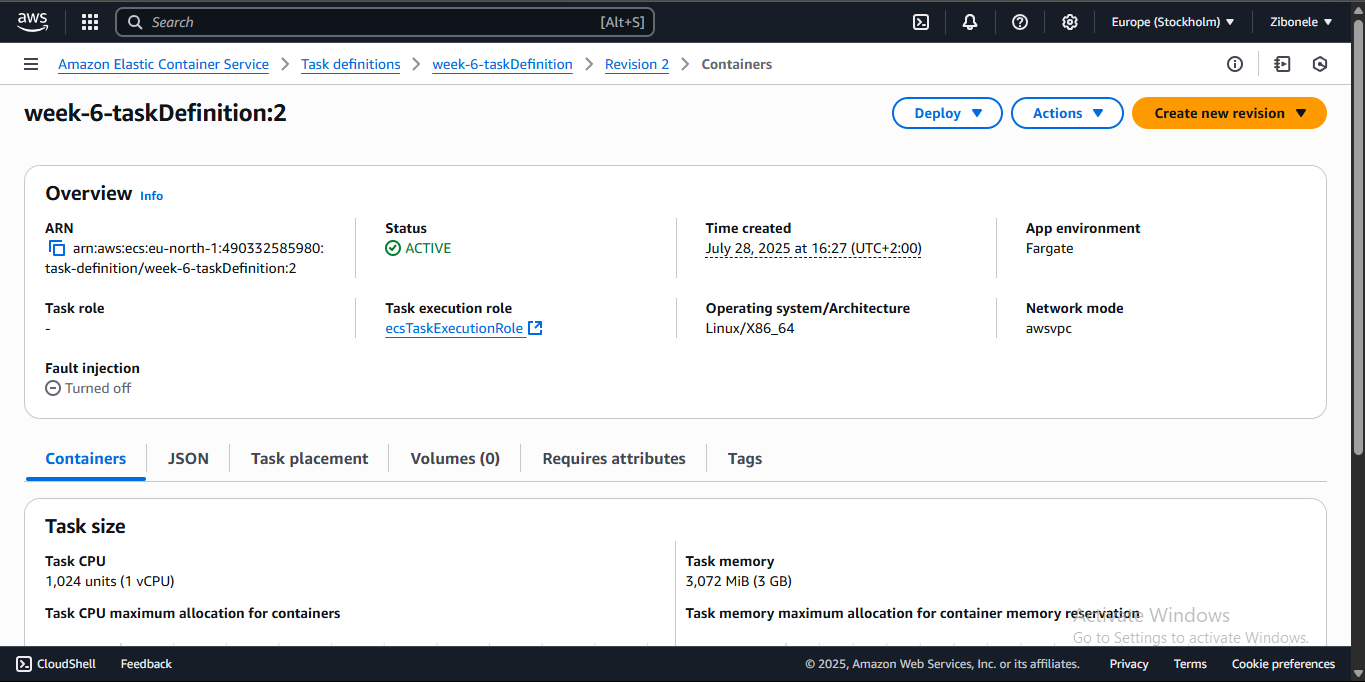 aws
Search [Alt+S]
Europe (Stockholm)
Zibonele
Amazon Elastic Container Service
Task definitions
week-6-taskDefinition
Revision 2
Containers
week-6-taskDefinition:2
Deploy
Actions
Create new revision
Overview Info
ARN
arn:aws:ecs:eu-north-1:490332585980:
task-definition/week-6-taskDefinition:2
Status
ACTIVE
Time created
July 28, 2025 at 16:27 (UTC+2:00)
App environment
Fargate
Task role
-
Task execution role
ecsTaskExecutionRole
Operating system/Architecture
Linux/X86_64
Network mode
awsvpc
Fault injection
Turned off
Containers
JSON
Task placement
Volumes (0)
Requires attributes
Tags
Task size
Task CPU
1,024 units (1 vCPU)
Task memory
3,072 MiB (3 GB)
Task CPU maximum allocation for containers
Task memory maximum allocation for container memory reservation
Activate Windows
Go to Settings to activate Windows.
CloudShell
Feedback
© 2025, Amazon Web Services, Inc. or its affiliates.
Privacy
Terms
Cookie preferences